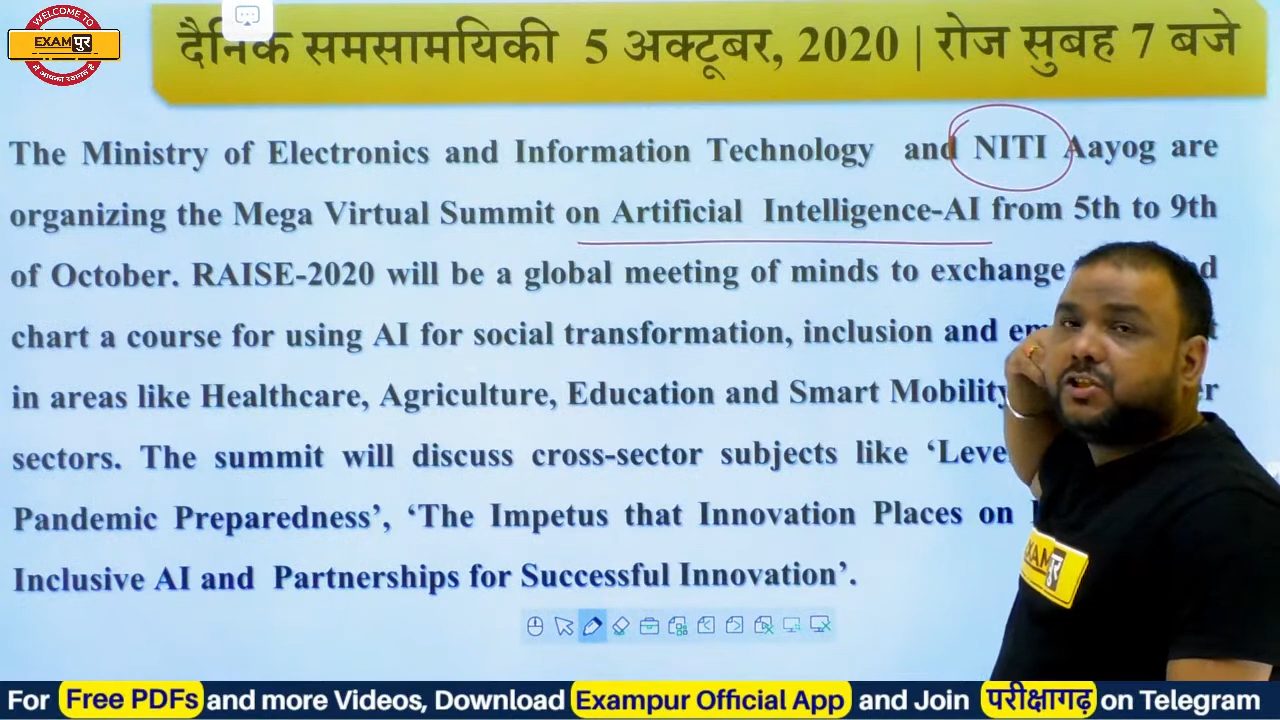 WELCOME TO
EXAMपुर
में आपका स्वागत है
दैनिक समसामयिकी 5 अक्टूबर, 2020 | रोज सुबह 7 बजे
The Ministry of Electronics and Information Technology and NITI Aayog are
organizing the Mega Virtual Summit on Artificial Intelligence-AI from 5th to 9th
of October. RAISE-2020 will be a global meeting of minds to exchange
chart a course for using AI for social transformation, inclusion and
in areas like Healthcare, Agriculture, Education and Smart Mobility
sectors. The summit will discuss cross-sector subjects like
Pandemic Preparedness’, ‘The Impetus that Innovation Places on
Inclusive AI and Partnerships for Successful Innovation’.
EXAMपुर
For Free PDFs and more Videos, Download Exampur Official App and Join परीक्षागढ़ on Telegram